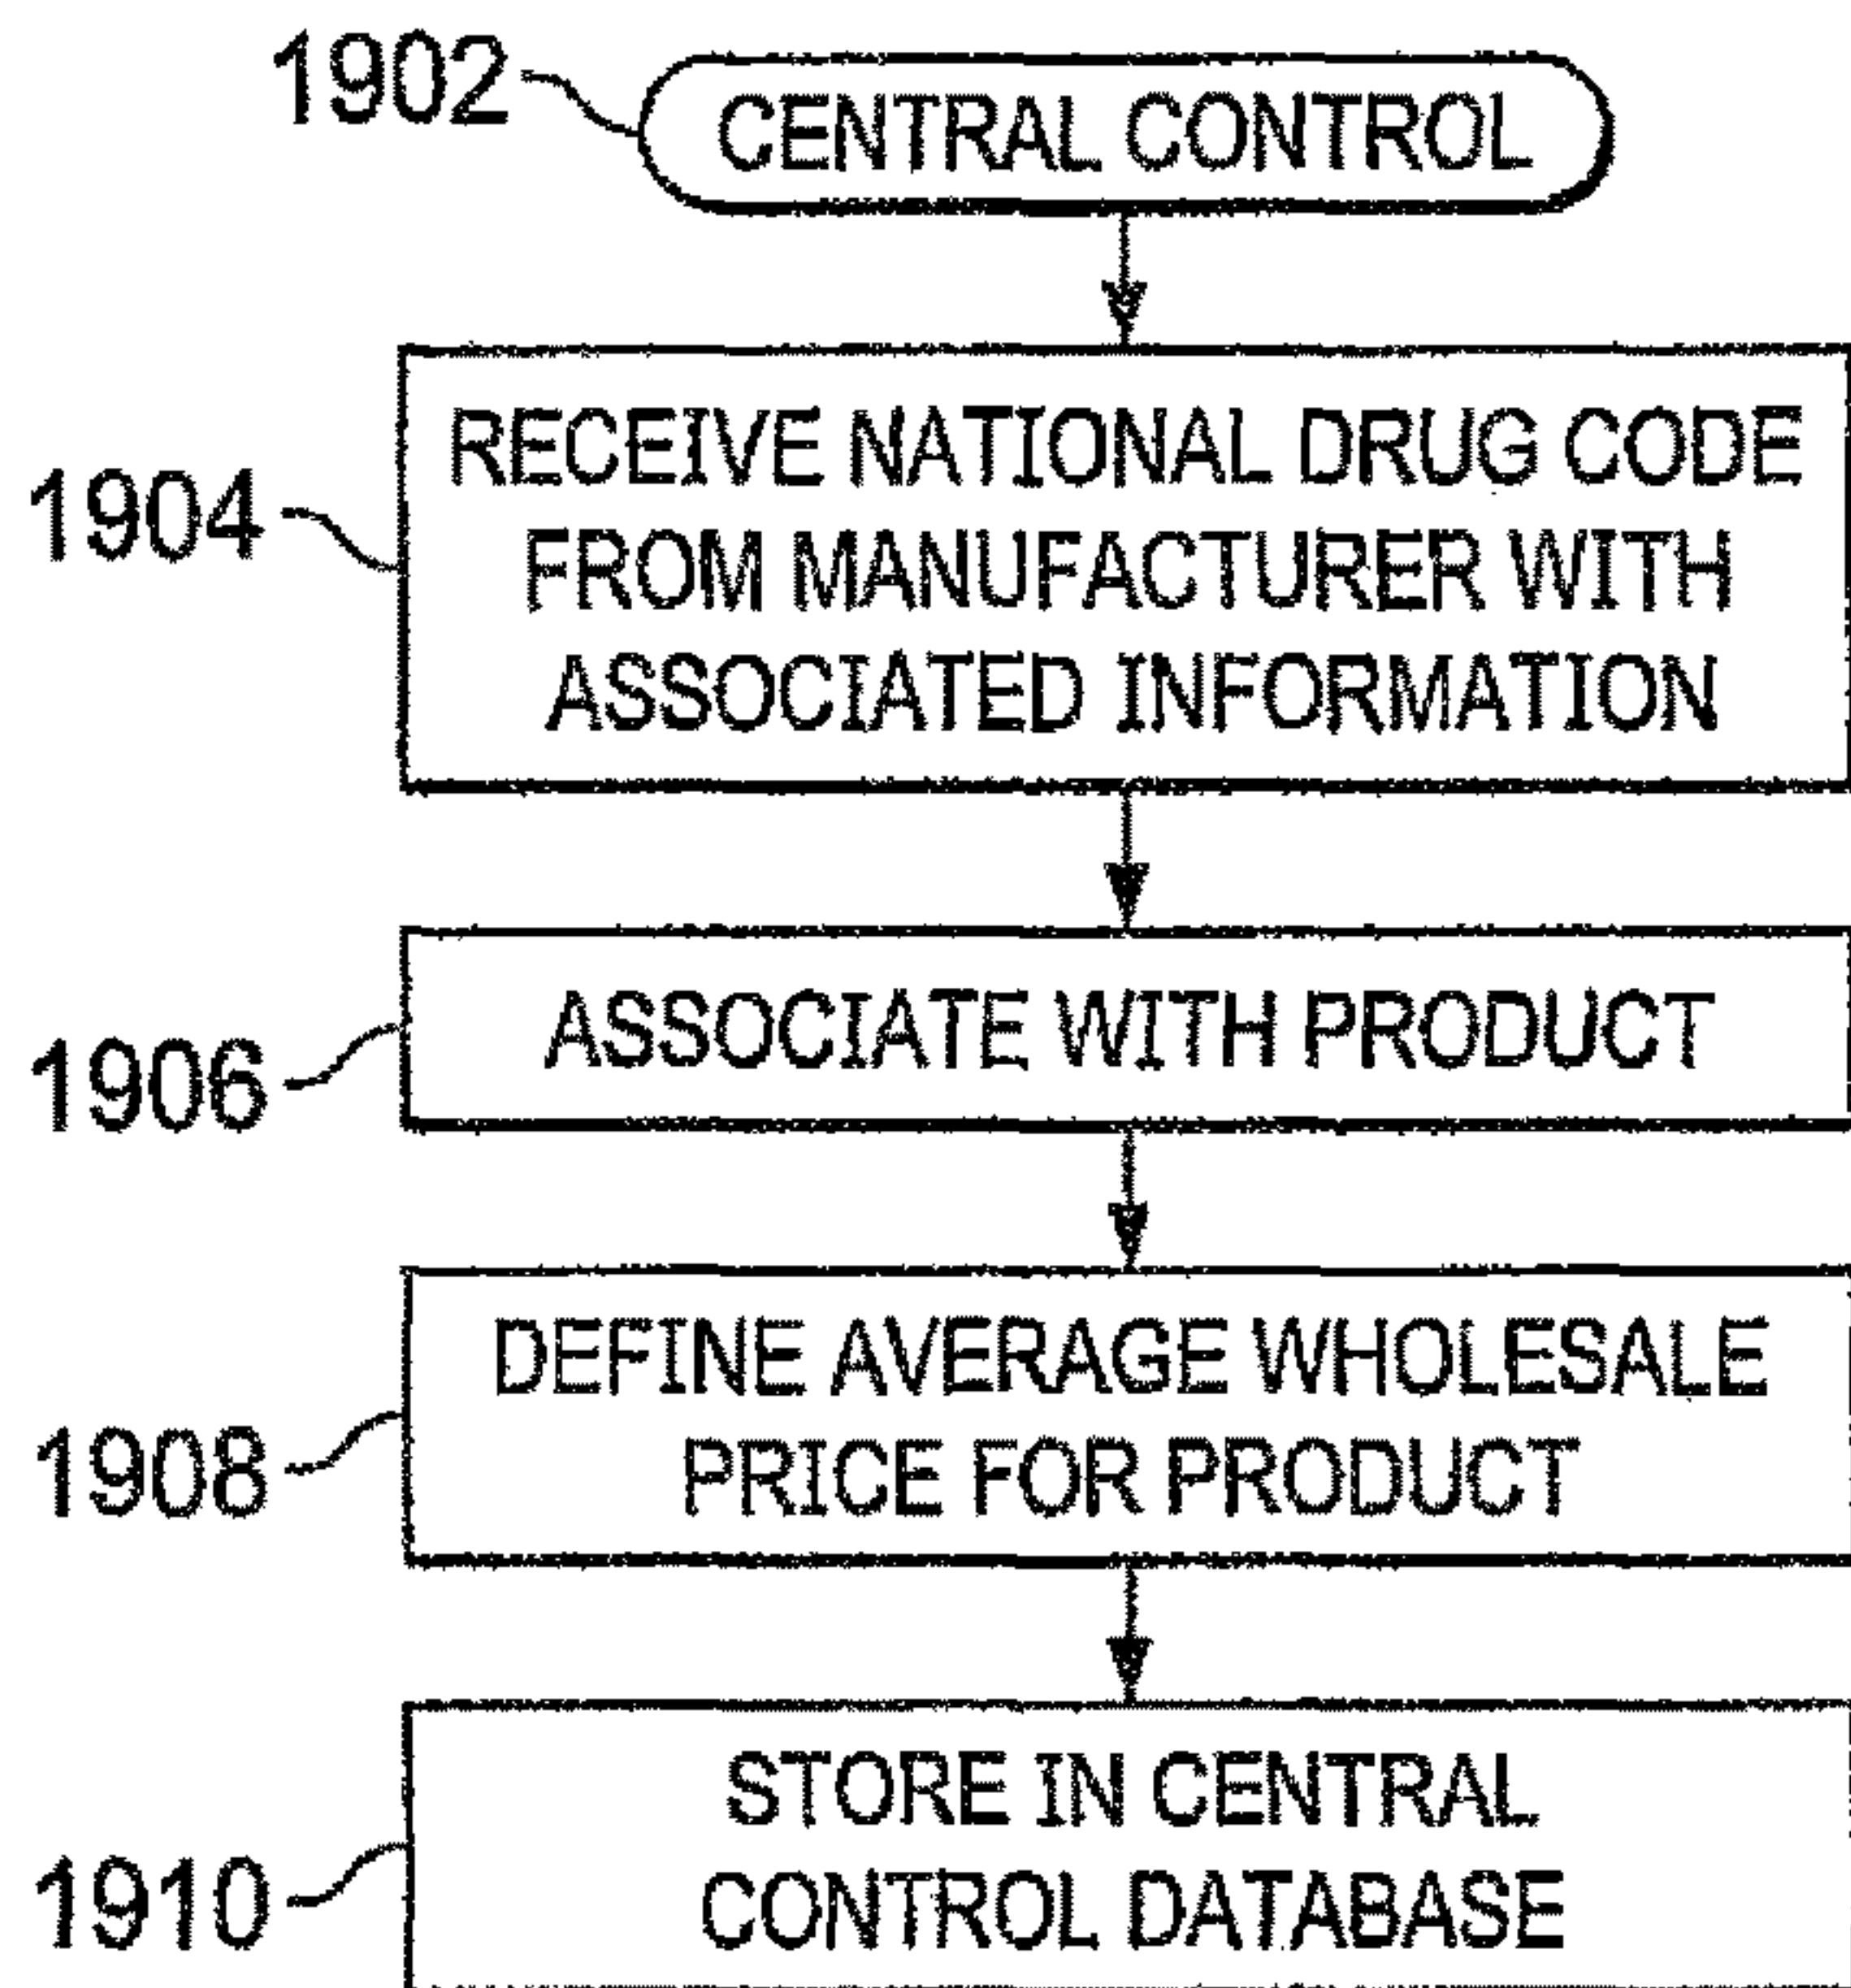 1902
CENTRAL CONTROL
1904
RECEIVE NATIONAL DRUG CODE
FROM MANUFACTURER WITH
ASSOCIATED INFORMATION
1906
ASSOCIATE WITH PRODUCT
1908
DEFINE AVERAGE WHOLESALE
PRICE FOR PRODUCT
1910
STORE IN CENTRAL
CONTROL DATABASE